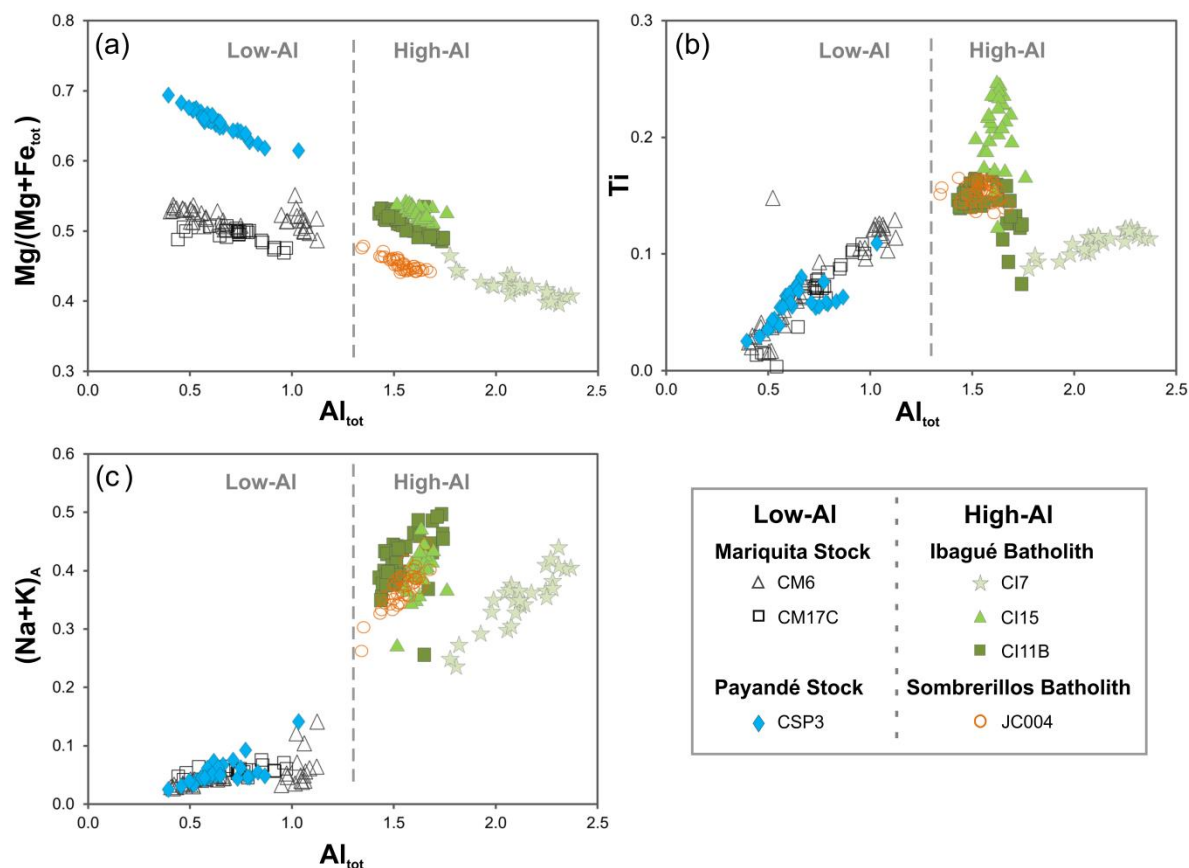 (a)
Low-Al
High-Al
0.8
0.7
0.6
0.5
0.4
0.3
Mg/(Mg+Fetot)
0.0
0.5
1.0
1.5
2.0
2.5
Altot
(b)
Low-Al
High-Al
0.3
0.2
0.1
0.0
Ti
0.0
0.5
1.0
1.5
2.0
2.5
Altot
(c)
Low-Al
High-Al
0.6
0.5
0.4
0.3
0.2
0.1
0.0
(Na+K)A
0.0
0.5
1.0
1.5
2.0
2.5
Altot
Low-Al
High-Al
Mariquita Stock
Ibagué Batholith
CM6
CI7
CM17C
CI15
CI11B
Payandé Stock
Sombrerillos Batholith
CSP3
JC004